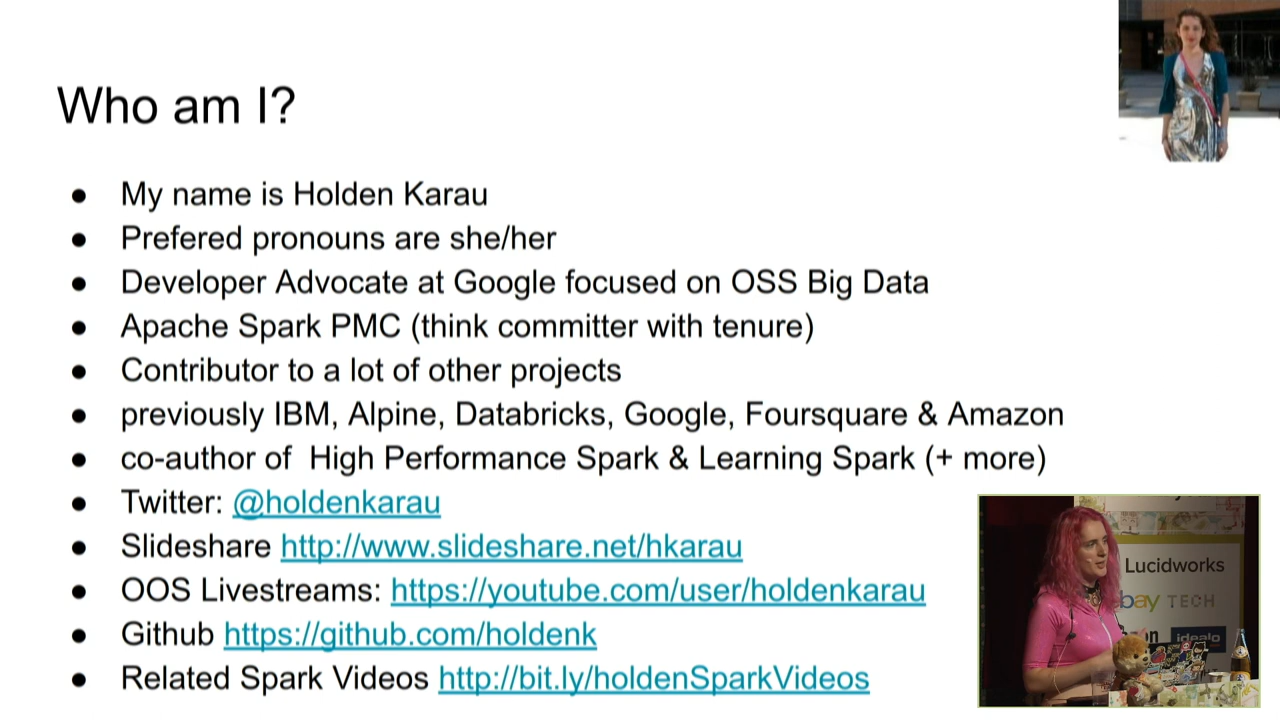 Who am I?
● My name is Holden Karau
● Prefered pronouns are she/her
● Developer Advocate at Google focused on OSS Big Data
● Apache Spark PMC (think committer with tenure)
● Contributor to a lot of other projects
● previously IBM, Alpine, Databricks, Google, Foursquare & Amazon
● co-author of High Performance Spark & Learning Spark (+ more)
● Twitter: @holdenkarau
● Slideshare http://www.slideshare.net/hkarau
● OOS Livestreams: https://youtube.com/user/holdenkarau
● Github https://github.com/holdenk
● Related Spark Videos http://bit.ly/holdenSparkVideos
Lucidworks
ebay TECH
idealo